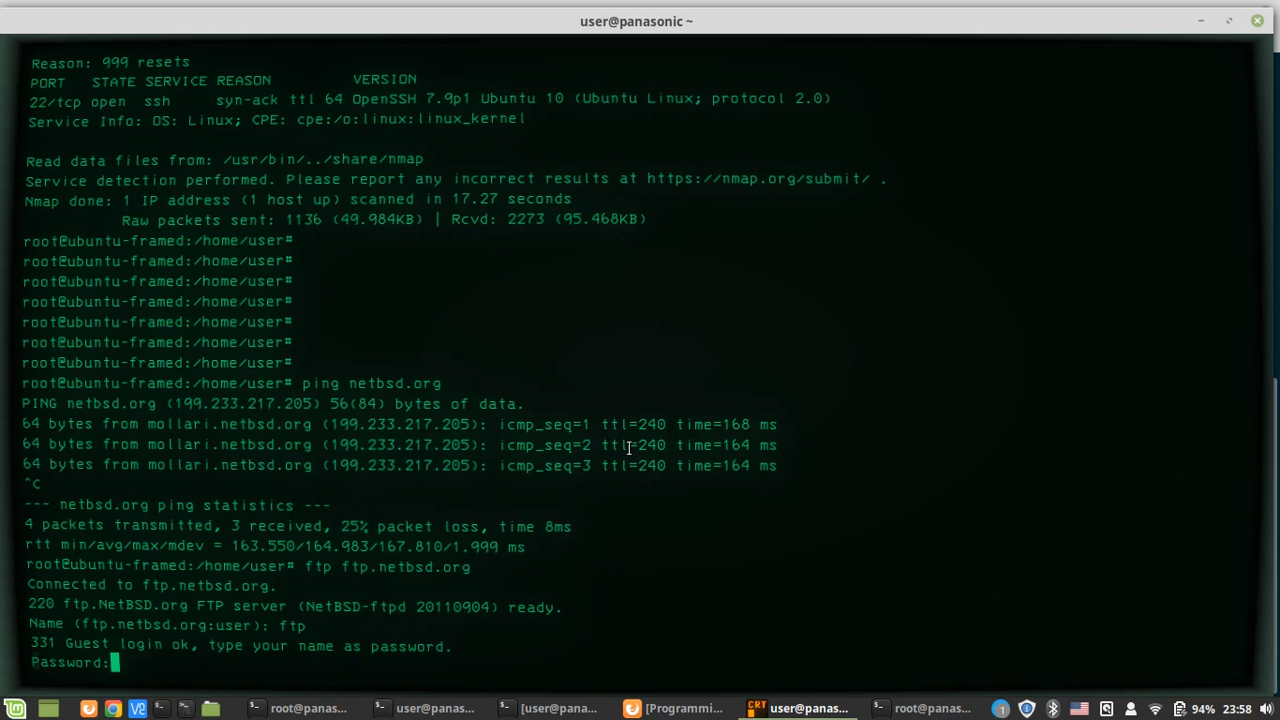 user@panasonic ~
Reason: 999 resets
PORT STATE SERVICE REASON VERSION
22/tcp open ssh syn-ack ttl 64 OpenSSH 7.9p1 Ubuntu 10 (Ubuntu Linux; protocol 2.0)
Service Info: OS: Linux; CPE: cpe:/o:linux:linux_kernel
Read data files from: /usr/bin/../share/nmap
Service detection performed. Please report any incorrect results at https://nmap.org/submit/ .
Nmap done: 1 IP address (1 host up) scanned in 17.27 seconds
Raw packets sent: 1136 (49.984KB) | Rcvd: 2273 (95.468KB)
root@ubuntu-framed:/home/user#
root@ubuntu-framed:/home/user#
root@ubuntu-framed:/home/user#
root@ubuntu-framed:/home/user#
root@ubuntu-framed:/home/user#
root@ubuntu-framed:/home/user#
root@ubuntu-framed:/home/user#
root@ubuntu-framed:/home/user# ping netbsd.org
PING netbsd.org (199.233.217.205) 56(84) bytes of data.
64 bytes from mollari.netbsd.org (199.233.217.205): icmp_seq=1 ttl=240 time=168 ms
64 bytes from mollari.netbsd.org (199.233.217.205): icmp_seq=2 ttl=240 time=164 ms
64 bytes from mollari.netbsd.org (199.233.217.205): icmp_seq=3 ttl=240 time=164 ms
^C
--- netbsd.org ping statistics ---
4 packets transmitted, 3 received, 25% packet loss, time 8ms
rtt min/avg/max/mdev = 163.550/164.983/167.810/1.999 ms
root@ubuntu-framed:/home/user# ftp ftp.netbsd.org
Connected to ftp.netbsd.org.
220 ftp.NetBSD.org FTP server (NetBSD-ftpd 20110904) ready.
Name (ftp.netbsd.org:user): ftp
331 Guest login ok, type your name as password.
Password:
root@panas... user@panas... [user@pana... [Programmi... CRT user@panas... root@panas... 1 94% 23:58